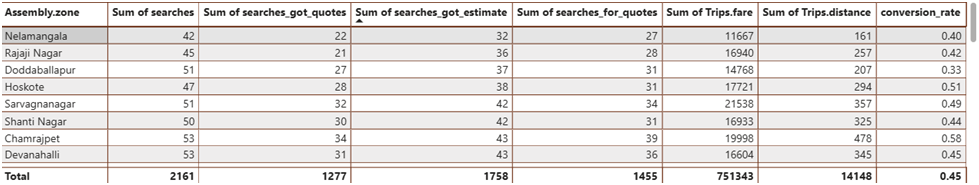 Assembly.zone Sum of searches Sum of searches_got_quotes Sum of searches_got_estimate Sum of searches_for_quotes Sum of Trips.fare Sum of Trips.distance conversion_rate
Nelamangala 42 22 32 27 11667 161 0.40
Rajaji Nagar 45 21 36 28 16940 257 0.42
Doddaballapur 51 27 37 31 14768 207 0.33
Hoskote 47 28 38 31 17721 294 0.51
Sarvagnanagar 51 32 42 34 21538 357 0.49
Shanti Nagar 50 30 42 31 16933 325 0.44
Chamrajpet 53 34 43 39 19998 478 0.58
Devanahalli 53 31 43 36 16604 345 0.45
Total 2161 1277 1758 1455 751343 14148 0.45